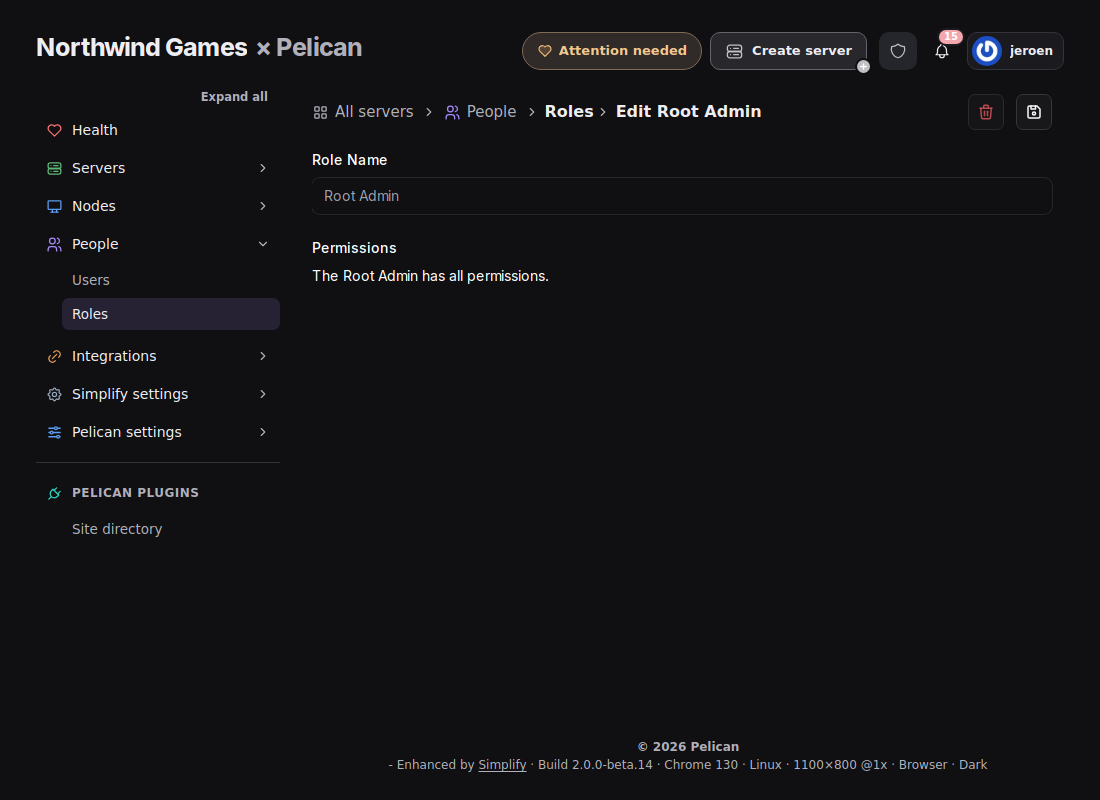 Northwind Games × Pelican
Attention needed
Create server
15
jeroen
Expand all
All servers › People › Roles › Edit Root Admin
Health
Servers
Nodes
People
Users
Roles
Integrations
Simplify settings
Pelican settings
PELICAN PLUGINS
Site directory
Role Name
Root Admin
Permissions
The Root Admin has all permissions.
© 2026 Pelican
- Enhanced by Simplify · Build 2.0.0-beta.14 · Chrome 130 · Linux · 1100×800 @1x · Browser · Dark